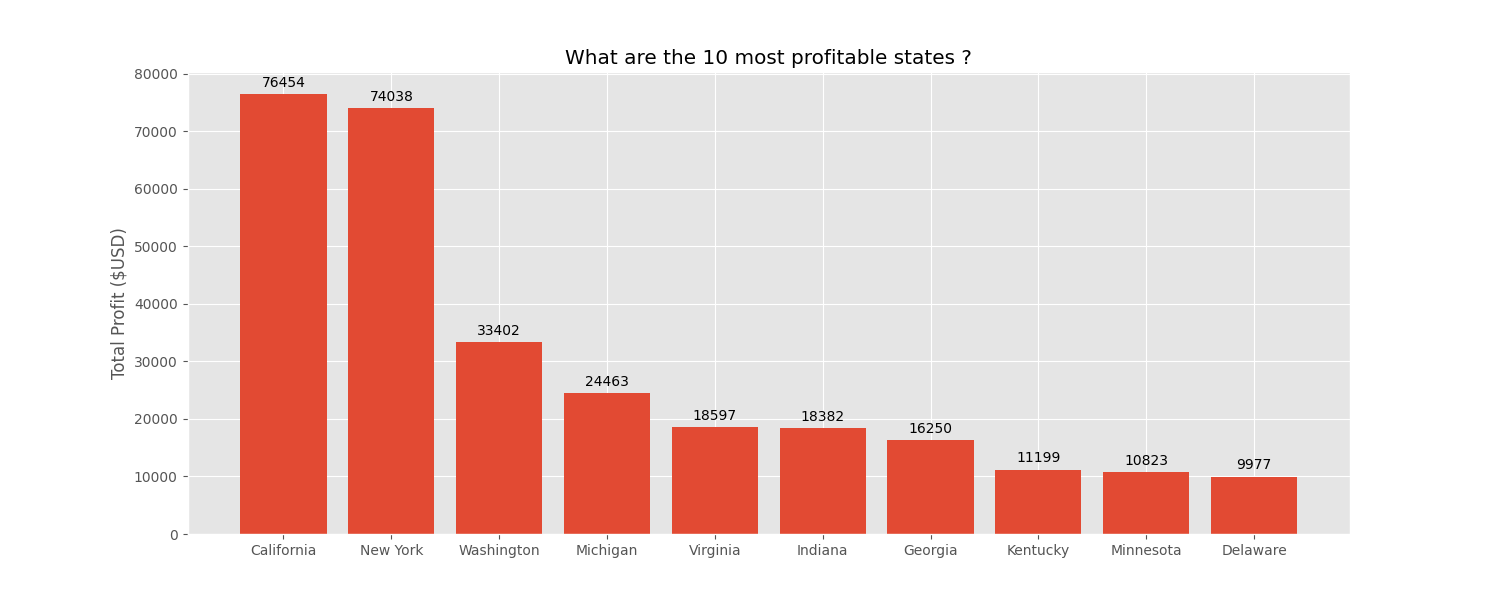 What are the 10 most profitable states ?
Total Profit ($USD)
80000
70000
60000
50000
40000
30000
20000
10000
0
76454
74038
33402
24463
18597
18382
16250
11199
10823
9977
California
New York
Washington
Michigan
Virginia
Indiana
Georgia
Kentucky
Minnesota
Delaware